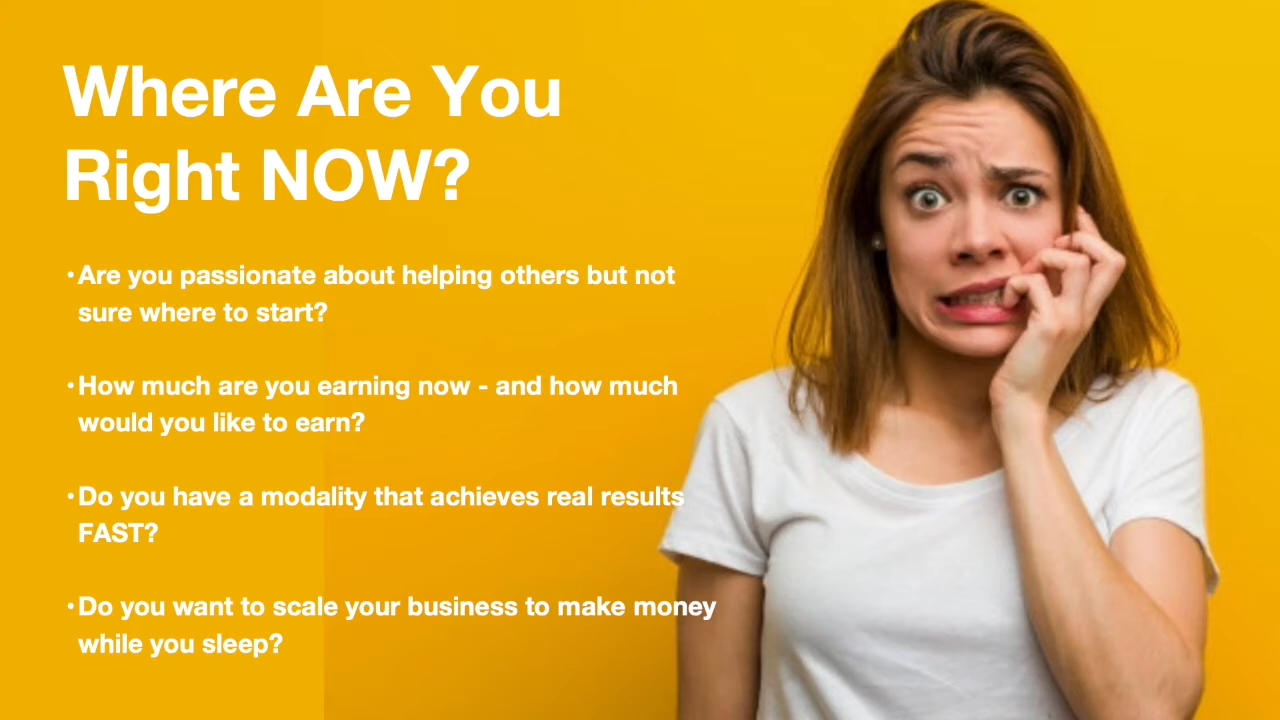 Where Are You
Right NOW?
•Are you passionate about helping others but not
sure where to start?
•How much are you earning now - and how much
would you like to earn?
•Do you have a modality that achieves real results
FAST?
•Do you want to scale your business to make money
while you sleep?